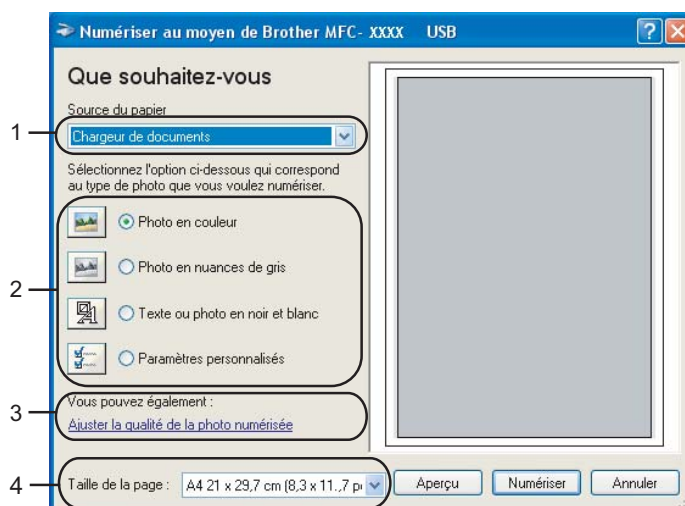 Numériser au moyen de Brother MFC- XXXX USB
Que souhaitez-vous
Source du papier
1
Chargeur de documents
Sélectionnez l'option ci-dessous qui correspond
au type de photo que vous voulez numériser.
Photo en couleur
Photo en nuances de gris
2
Texte ou photo en noir et blanc
Paramètres personnalisés
Vous pouvez également :
3
Ajuster la qualité de la photo numérisée
4
Taille de la page : A4 21 x 29,7 cm (8,3 x 11.,7 p
Aperçu Numériser Annuler